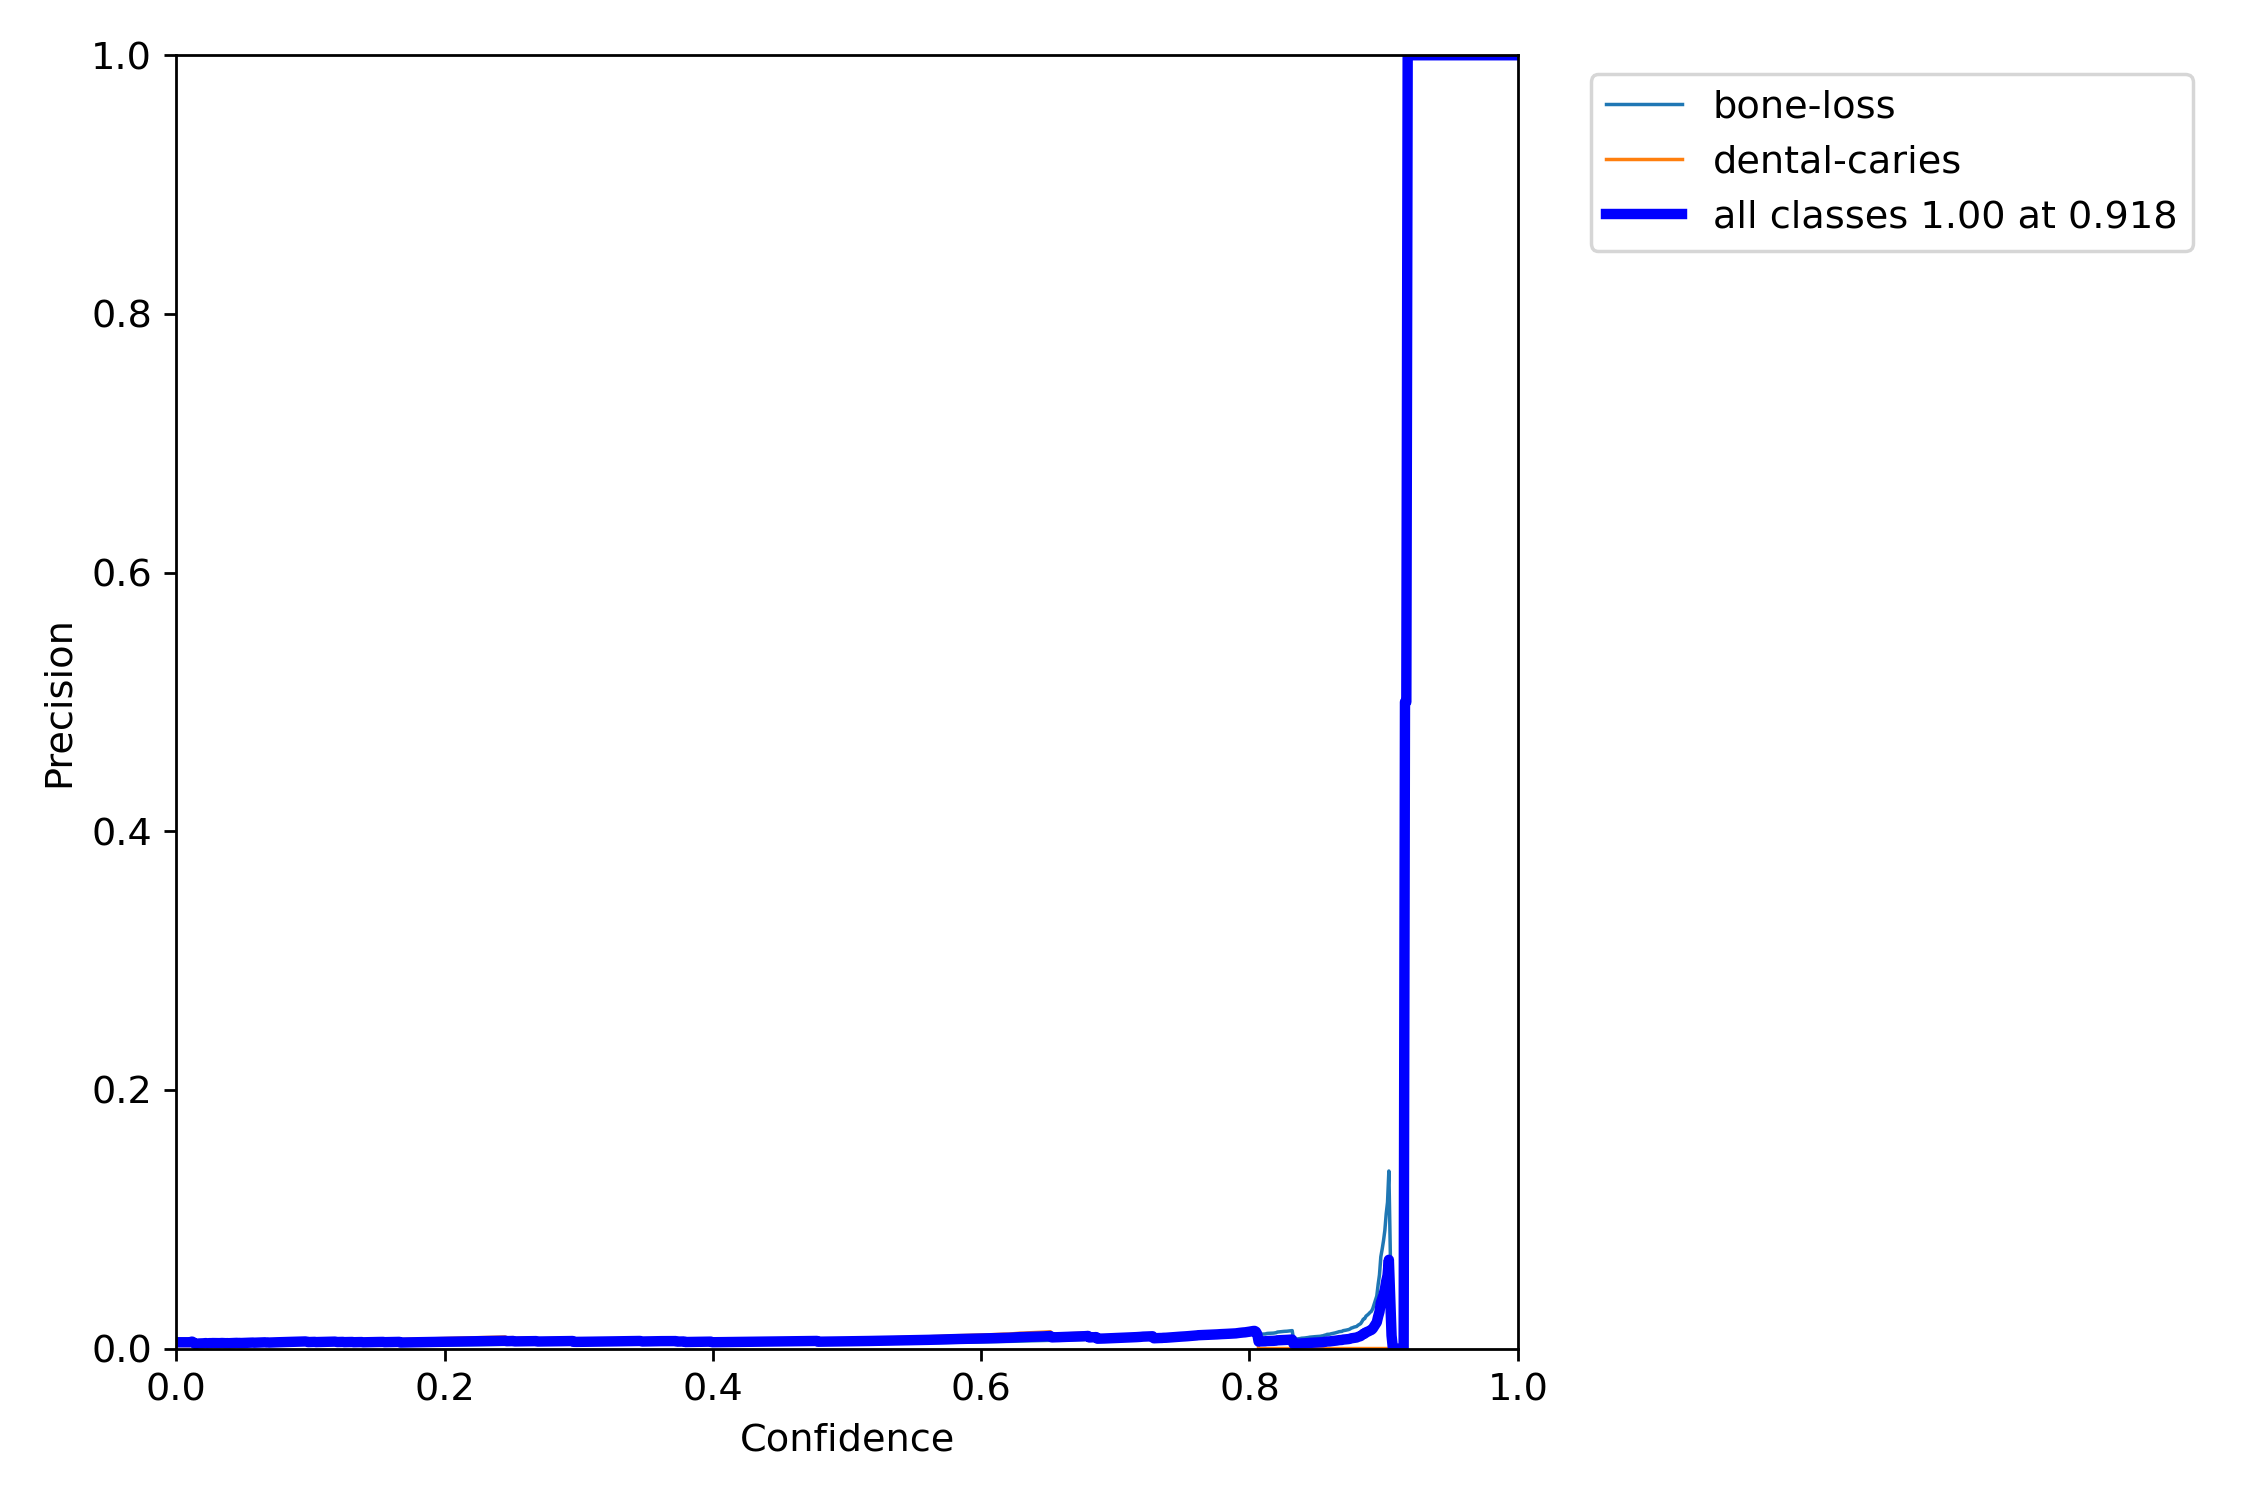 1.0
0.8
0.6
0.4
0.2
0.0
Precision
0.0 0.2 0.4 0.6 0.8 1.0
Confidence
bone-loss
dental-caries
all classes 1.00 at 0.918